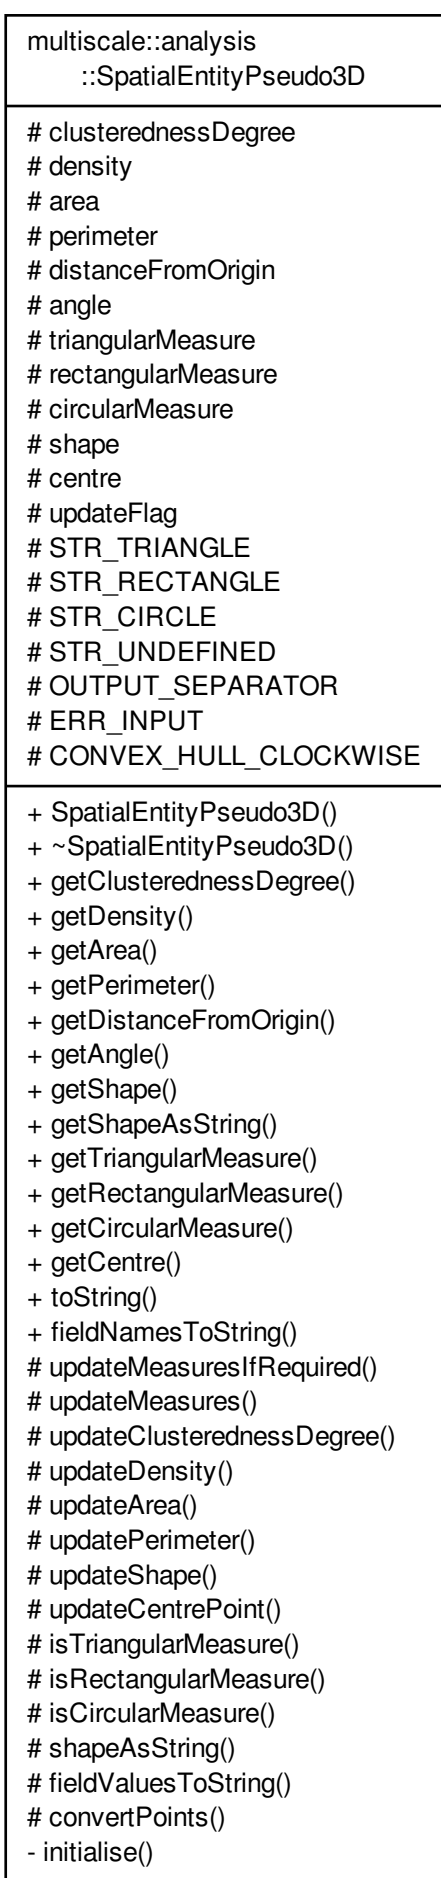 multiscale::analysis
::SpatialEntityPseudo3D
# clusterednessDegree
# density
# area
# perimeter
# distanceFromOrigin
# angle
# triangularMeasure
# rectangularMeasure
# circularMeasure
# shape
# centre
# updateFlag
# STR_TRIANGLE
# STR_RECTANGLE
# STR_CIRCLE
# STR_UNDEFINED
# OUTPUT_SEPARATOR
# ERR_INPUT
# CONVEX_HULL_CLOCKWISE
+ SpatialEntityPseudo3D()
+ ~SpatialEntityPseudo3D()
+ getClusterednessDegree()
+ getDensity()
+ getArea()
+ getPerimeter()
+ getDistanceFromOrigin()
+ getAngle()
+ getShape()
+ getShapeAsString()
+ getTriangularMeasure()
+ getRectangularMeasure()
+ getCircularMeasure()
+ getCentre()
+ toString()
+ fieldNamesToString()
# updateMeasuresIfRequired()
# updateMeasures()
# updateClusterednessDegree()
# updateDensity()
# updateArea()
# updatePerimeter()
# updateShape()
# updateCentrePoint()
# isTriangularMeasure()
# isRectangularMeasure()
# isCircularMeasure()
# shapeAsString()
# fieldValuesToString()
# convertPoints()
- initialise()